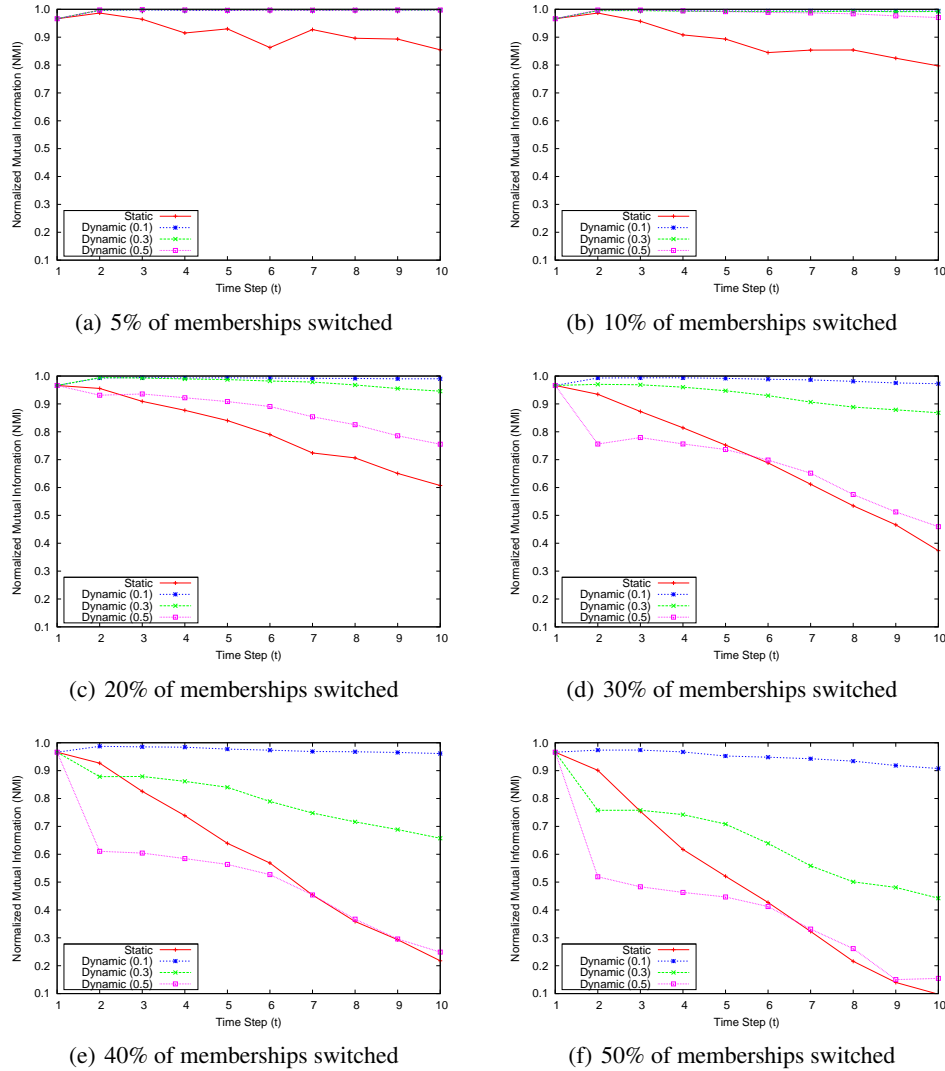 Normalized Mutual Information (NMI)
1.0
0.9
0.8
0.7
0.6
0.5
0.4
0.3
0.2
0.1
Static
Dynamic (0.1)
Dynamic (0.3)
Dynamic (0.5)
1 2 3 4 5 6 7 8 9 10
Time Step (t)
(a) 5% of memberships switched
Normalized Mutual Information (NMI)
1.0
0.9
0.8
0.7
0.6
0.5
0.4
0.3
0.2
0.1
Static
Dynamic (0.1)
Dynamic (0.3)
Dynamic (0.5)
1 2 3 4 5 6 7 8 9 10
Time Step (t)
(b) 10% of memberships switched
Normalized Mutual Information (NMI)
1.0
0.9
0.8
0.7
0.6
0.5
0.4
0.3
0.2
0.1
Static
Dynamic (0.1)
Dynamic (0.3)
Dynamic (0.5)
1 2 3 4 5 6 7 8 9 10
Time Step (t)
(c) 20% of memberships switched
Normalized Mutual Information (NMI)
1.0
0.9
0.8
0.7
0.6
0.5
0.4
0.3
0.2
0.1
Static
Dynamic (0.1)
Dynamic (0.3)
Dynamic (0.5)
1 2 3 4 5 6 7 8 9 10
Time Step (t)
(d) 30% of memberships switched
Normalized Mutual Information (NMI)
1.0
0.9
0.8
0.7
0.6
0.5
0.4
0.3
0.2
0.1
Static
Dynamic (0.1)
Dynamic (0.3)
Dynamic (0.5)
1 2 3 4 5 6 7 8 9 10
Time Step (t)
(e) 40% of memberships switched
Normalized Mutual Information (NMI)
1.0
0.9
0.8
0.7
0.6
0.5
0.4
0.3
0.2
0.1
Static
Dynamic (0.1)
Dynamic (0.3)
Dynamic (0.5)
1 2 3 4 5 6 7 8 9 10
Time Step (t)
(f) 50% of memberships switched